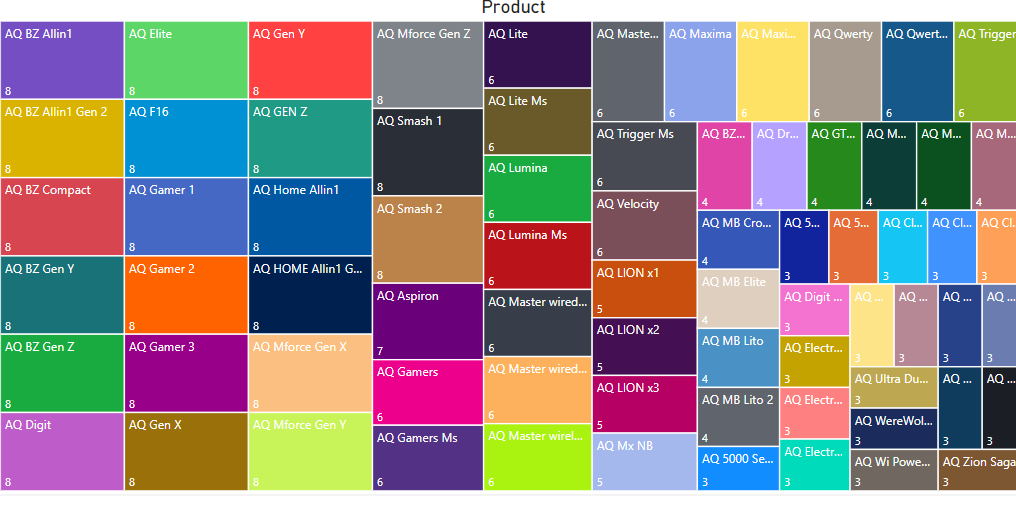 Product
AQ BZ Allin1
8
AQ BZ Allin1 Gen 2
8
AQ BZ Compact
8
AQ BZ Gen Y
8
AQ BZ Gen Z
8
AQ Digit
8
AQ Elite
8
AQ F16
8
AQ Gamer 1
8
AQ Gamer 2
8
AQ Gamer 3
8
AQ Gen X
8
AQ Gen Y
8
AQ GEN Z
8
AQ Home Allin1
8
AQ HOME Allin1 G...
8
AQ Mforce Gen X
8
AQ Mforce Gen Y
8
AQ Mforce Gen Z
8
AQ Smash 1
8
AQ Smash 2
8
AQ Aspiron
7
AQ Gamers
6
AQ Gamers Ms
6
AQ Lite
6
AQ Lite Ms
6
AQ Lumina
6
AQ Lumina Ms
6
AQ Master wired...
6
AQ Master wired...
6
AQ Master wirel...
6
AQ Maste...
6
AQ Maxima
6
AQ Maxi...
6
AQ Qwerty
6
AQ Qwert...
6
AQ Trigger
6
AQ Trigger Ms
6
AQ Velocity
6
AQ LION x1
5
AQ LION x2
5
AQ LION x3
5
AQ Mx NB
5
AQ BZ...
4
AQ Dr...
4
AQ GT...
4
AQ M...
4
AQ M...
4
AQ M...
4
AQ MB Cro...
4
AQ MB Elite
4
AQ MB Lito
4
AQ MB Lito 2
4
AQ 5000 Se...
3
AQ 5...
3
AQ 5...
3
AQ Cl...
3
AQ Cl...
3
AQ Cl...
3
AQ Digit ...
3
AQ Electr...
3
AQ Electr...
3
AQ Electr...
3
AQ ...
3
AQ ...
3
AQ ...
3
AQ ...
3
AQ Ultra Du...
3
AQ WereWol...
3
AQ Wi Powe...
3
AQ ...
3
AQ ...
3
AQ Zion Saga
3